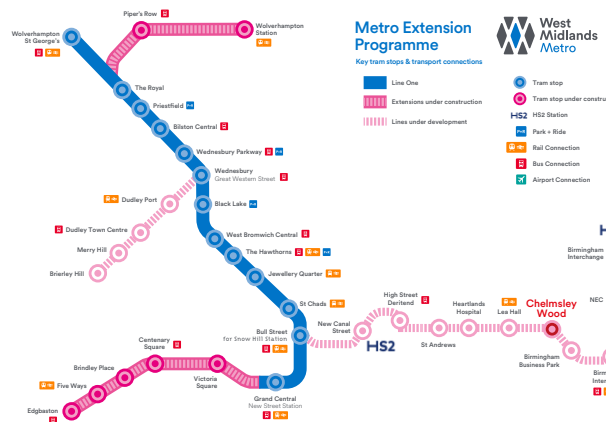 Metro Extension
Programme
Key tram stops & transport connections
West
Midlands
Metro
Line One
Extensions under construction
Lines under development
Tram stop
Tram stop under constru
HS2 HS2 Station
P+R Park + Ride
Rail Connection
Bus Connection
Airport Connection
Piper's Row
Wolverhampton
St George's
Wolverhampton
Station
The Royal
Priestfield
Bilston Central
Wednesbury Parkway
Wednesbury
Great Western Street
Dudley Port
Black Lake
Dudley Town Centre
West Bromwich Central
Merry Hill
The Hawthorns
Brierley Hill
Jewellery Quarter
St Chads
Bull Street
for Snow Hill Station
New Canal
Street
HS2
High Street
Deritend
St Andrews
Heartlands
Hospital
Lea Hall
Chelmsley
Wood
Birmingham
Business Park
Birmingham
Interchange
H
NEC
Birm
Inter
Centenary
Square
Brindley Place
Victoria
Square
Five Ways
Edgbaston
Grand Central
New Street Station